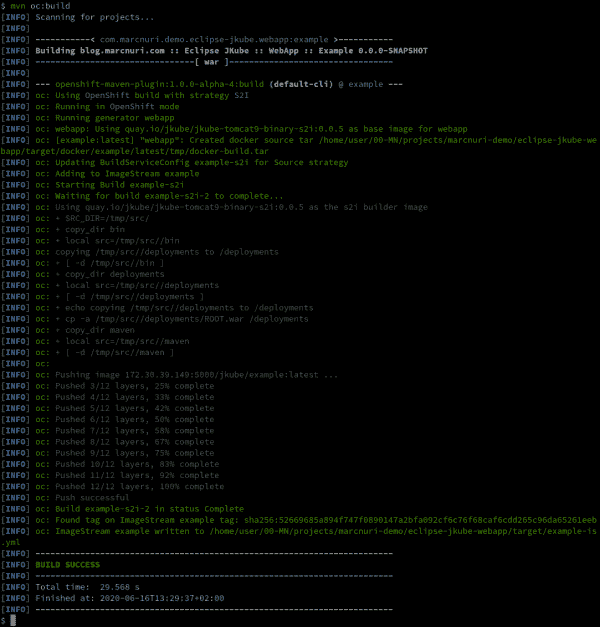 $ mvn oc:build
[INFO] Scanning for projects...
[INFO]
[INFO] -----------< com.marcnuri.demo.eclipse-jkube.webapp:example >-----------
[INFO] Building blog.marcnuri.com :: Eclipse JKube :: WebApp :: Example 0.0.0-SNAPSHOT
[INFO] --------------------------------[ war ]---------------------------------
[INFO]
[INFO] --- openshift-maven-plugin:1.0.0-alpha-4:build (default-cli) @ example ---
[INFO] oc: Using OpenShift build with strategy S2I
[INFO] oc: Running in OpenShift mode
[INFO] oc: Running generator webapp
[INFO] oc: webapp: Using quay.io/jkube/jkube-tomcat9-binary-s2i:0.0.5 as base image for webapp
[INFO] oc: [example:latest] "webapp": Created docker source tar /home/user/00-MN/projects/marcnuri-demo/eclipse-jkube-we
bapp/target/docker/example/latest/tmp/docker-build.tar
[INFO] oc: Updating BuildServiceConfig example-s2i for Source strategy
[INFO] oc: Adding to ImageStream example
[INFO] oc: Starting Build example-s2i
[INFO] oc: Waiting for build example-s2i-2 to complete...
[INFO] oc: Using quay.io/jkube/jkube-tomcat9-binary-s2i:0.0.5 as the s2i builder image
[INFO] oc: + SRC_DIR=/tmp/src/
[INFO] oc: + copy_dir bin
[INFO] oc: + local src=/tmp/src//bin
[INFO] oc: copying /tmp/src//deployments to /deployments
[INFO] oc: + [ -d /tmp/src//bin ]
[INFO] oc: + copy_dir deployments
[INFO] oc: + local src=/tmp/src//deployments
[INFO] oc: + [ -d /tmp/src//deployments ]
[INFO] oc: + echo copying /tmp/src//deployments to /deployments
[INFO] oc: + cp -a /tmp/src//deployments/ROOT.war /deployments
[INFO] oc: + copy_dir maven
[INFO] oc: + local src=/tmp/src//maven
[INFO] oc: + [ -d /tmp/src//maven ]
[INFO] oc:
[INFO] oc: Pushing image 172.30.39.149:5000/jkube/example:latest ...
[INFO] oc: Pushed 3/12 layers, 25% complete
[INFO] oc: Pushed 4/12 layers, 33% complete
[INFO] oc: Pushed 5/12 layers, 42% complete
[INFO] oc: Pushed 6/12 layers, 50% complete
[INFO] oc: Pushed 7/12 layers, 58% complete
[INFO] oc: Pushed 8/12 layers, 67% complete
[INFO] oc: Pushed 9/12 layers, 75% complete
[INFO] oc: Pushed 10/12 layers, 83% complete
[INFO] oc: Pushed 11/12 layers, 92% complete
[INFO] oc: Pushed 12/12 layers, 100% complete
[INFO] oc: Push successful
[INFO] oc: Build example-s2i-2 in status Complete
[INFO] oc: Found tag on ImageStream example tag:
[INFO] oc: ImageStream example written to /home/user/00-MN/projects/marcnuri-demo/eclipse-jkube-webapp/target/example-is
.yml
[INFO] ------------------------------------------------------------------------
[INFO] BUILD SUCCESS
[INFO] ------------------------------------------------------------------------
[INFO] Total time:  29.568 s
[INFO] Finished at: 2020-06-16T13:29:37+02:00
[INFO] ------------------------------------------------------------------------
$